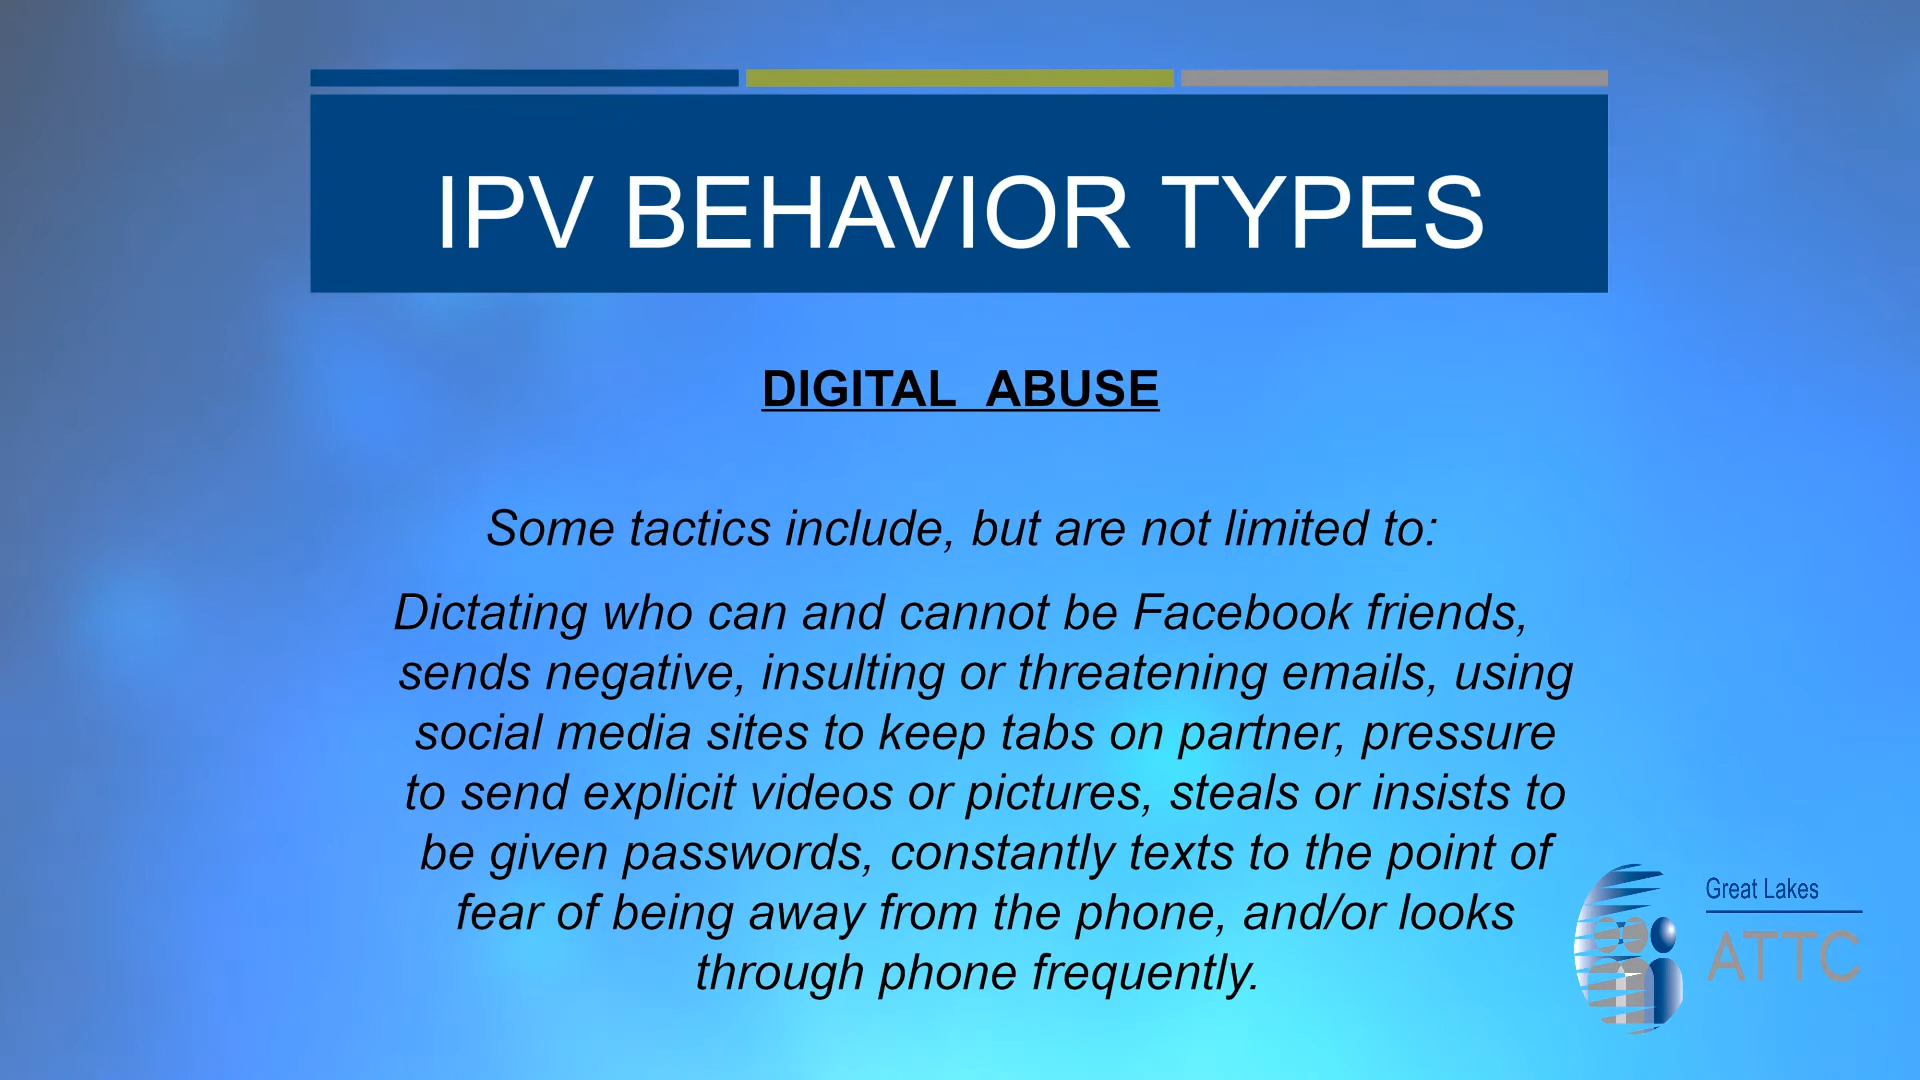 IPV BEHAVIOR TYPES
DIGITAL  ABUSE
Some tactics include, but are not limited to:
Dictating who can and cannot be Facebook friends,
sends negative, insulting or threatening emails, using
social media sites to keep tabs on partner, pressure
to send explicit videos or pictures, steals or insists to
be given passwords, constantly texts to the point of
fear of being away from the phone, and/or looks
through phone frequently.
Great Lakes
ATTC